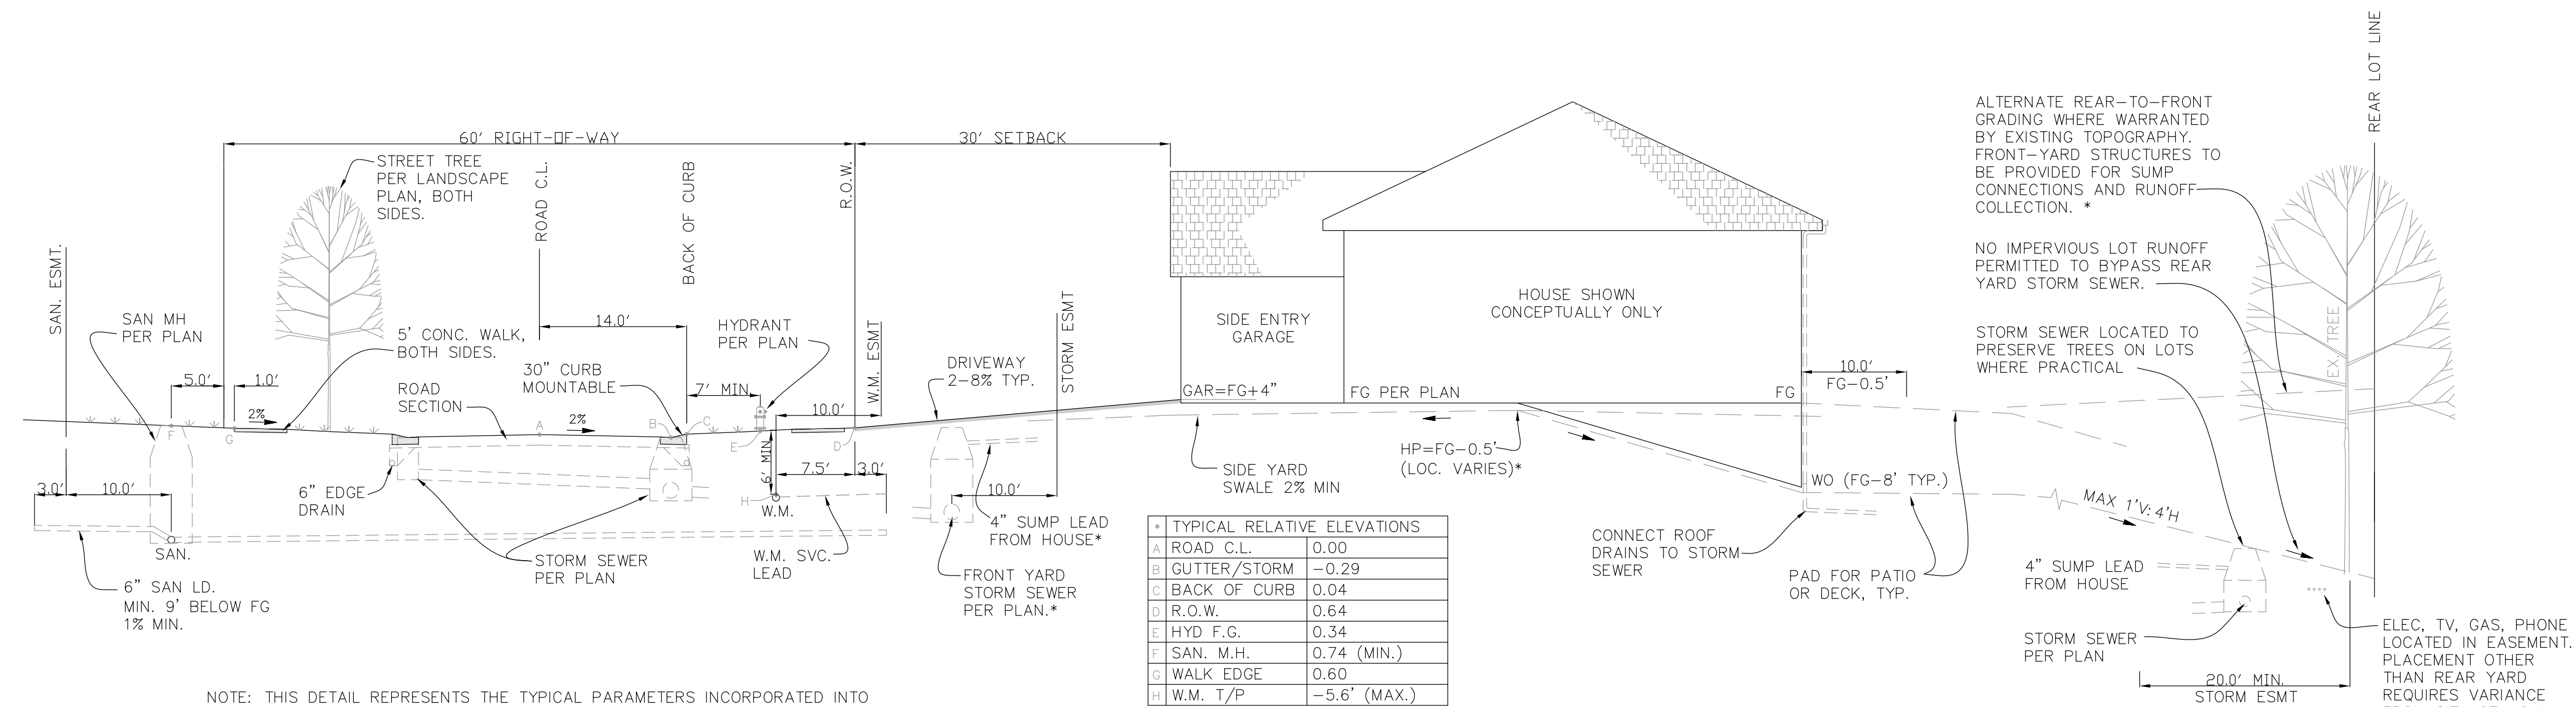 60' RIGHT-OF-WAY
30' SETBACK
STREET TREE
PER LANDSCAPE
PLAN, BOTH
SIDES.
ROAD C.L.
BACK OF CURB
R.O.W.
SAN. ESMT.
SAN MH
PER PLAN
5' CONC. WALK,
BOTH SIDES.
14.0'
HYDRANT
PER PLAN
W.M. ESMT
STORM ESMT
5.0'
1.0'
2%
ROAD
SECTION
30" CURB
MOUNTABLE
7' MIN.
10.0'
DRIVEWAY
2-8% TYP.
F
G
A
2%
B
C
E
D
6' MIN
7.5'
3.0'
H
W.M.
3.0'
10.0'
SAN.
6" EDGE
DRAIN
STORM SEWER
PER PLAN
W.M. SVC.
LEAD
6" SAN LD.
MIN. 9' BELOW FG
1% MIN.
10.0'
4" SUMP LEAD
FROM HOUSE*
FRONT YARD
STORM SEWER
PER PLAN.*
SIDE ENTRY
GARAGE
GAR=FG+4"
HOUSE SHOWN
CONCEPTUALLY ONLY
FG PER PLAN
FG
10.0'
FG-0.5'
SIDE YARD
SWALE 2% MIN
HP=FG-0.5'
(LOC. VARIES)*
WO (FG-8' TYP.)
CONNECT ROOF
DRAINS TO STORM
SEWER
PAD FOR PATIO
OR DECK, TYP.
ALTERNATE REAR-TO-FRONT
GRADING WHERE WARRANTED
BY EXISTING TOPOGRAPHY.
FRONT-YARD STRUCTURES TO
BE PROVIDED FOR SUMP
CONNECTIONS AND RUNOFF
COLLECTION. *
NO IMPERVIOUS LOT RUNOFF
PERMITTED TO BYPASS REAR
YARD STORM SEWER.
STORM SEWER LOCATED TO
PRESERVE TREES ON LOTS
WHERE PRACTICAL
REAR LOT LINE
EX. TREE
MAX 1'V:4'H
4" SUMP LEAD
FROM HOUSE
STORM SEWER
PER PLAN
20.0' MIN.
STORM ESMT
ELEC, TV, GAS, PHONE
LOCATED IN EASEMENT.
PLACEMENT OTHER
THAN REAR YARD
REQUIRES VARIANCE
TYPICAL RELATIVE ELEVATIONS
A ROAD C.L. 0.00
B GUTTER/STORM -0.29
C BACK OF CURB 0.04
D R.O.W. 0.64
E HYD F.G. 0.34
F SAN. M.H. 0.74 (MIN.)
G WALK EDGE 0.60
H W.M. T/P -5.6' (MAX.)
NOTE: THIS DETAIL REPRESENTS THE TYPICAL PARAMETERS INCORPORATED INTO